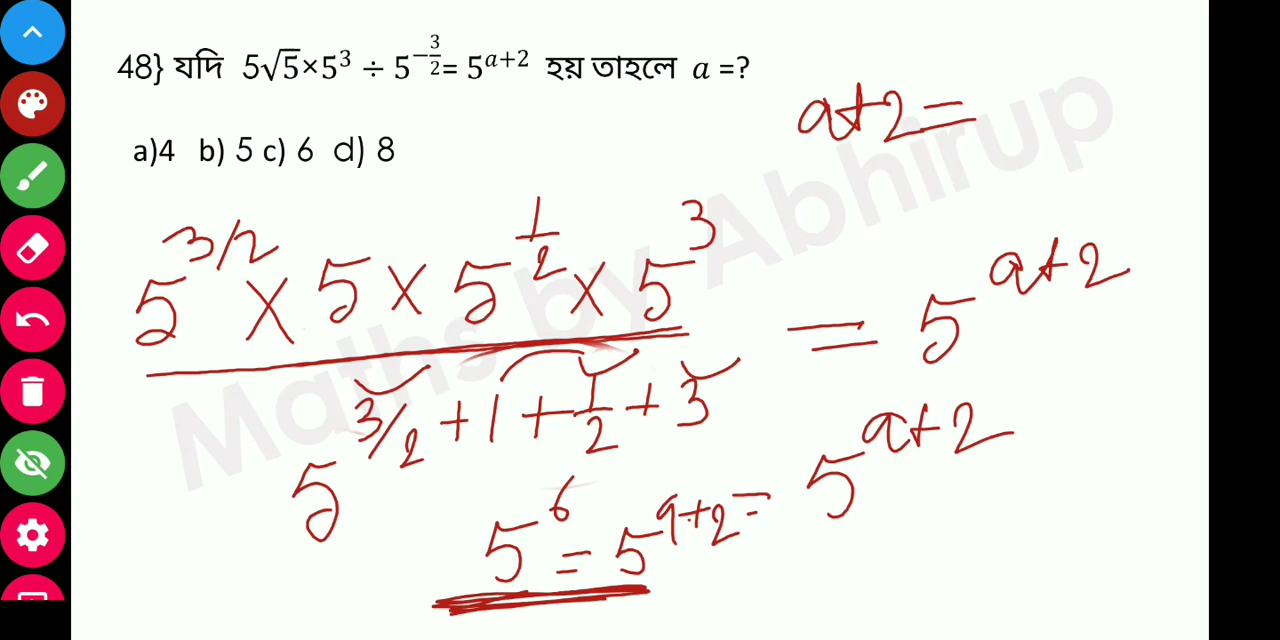 48} যদি 5√5×5³ ÷ 5^{-3/2} = 5^{a+2} হয় তাহলে a =?
a+2=
a)4 b) 5 c) 6 d) 8
5^{3/2} × 5 × 5^{1/2} × 5^3 = 5^{a+2}
5^{3/2+1+1/2+3} = 5^{a+2}
5^6 = 5^{a+2}
Maths by Abhirup